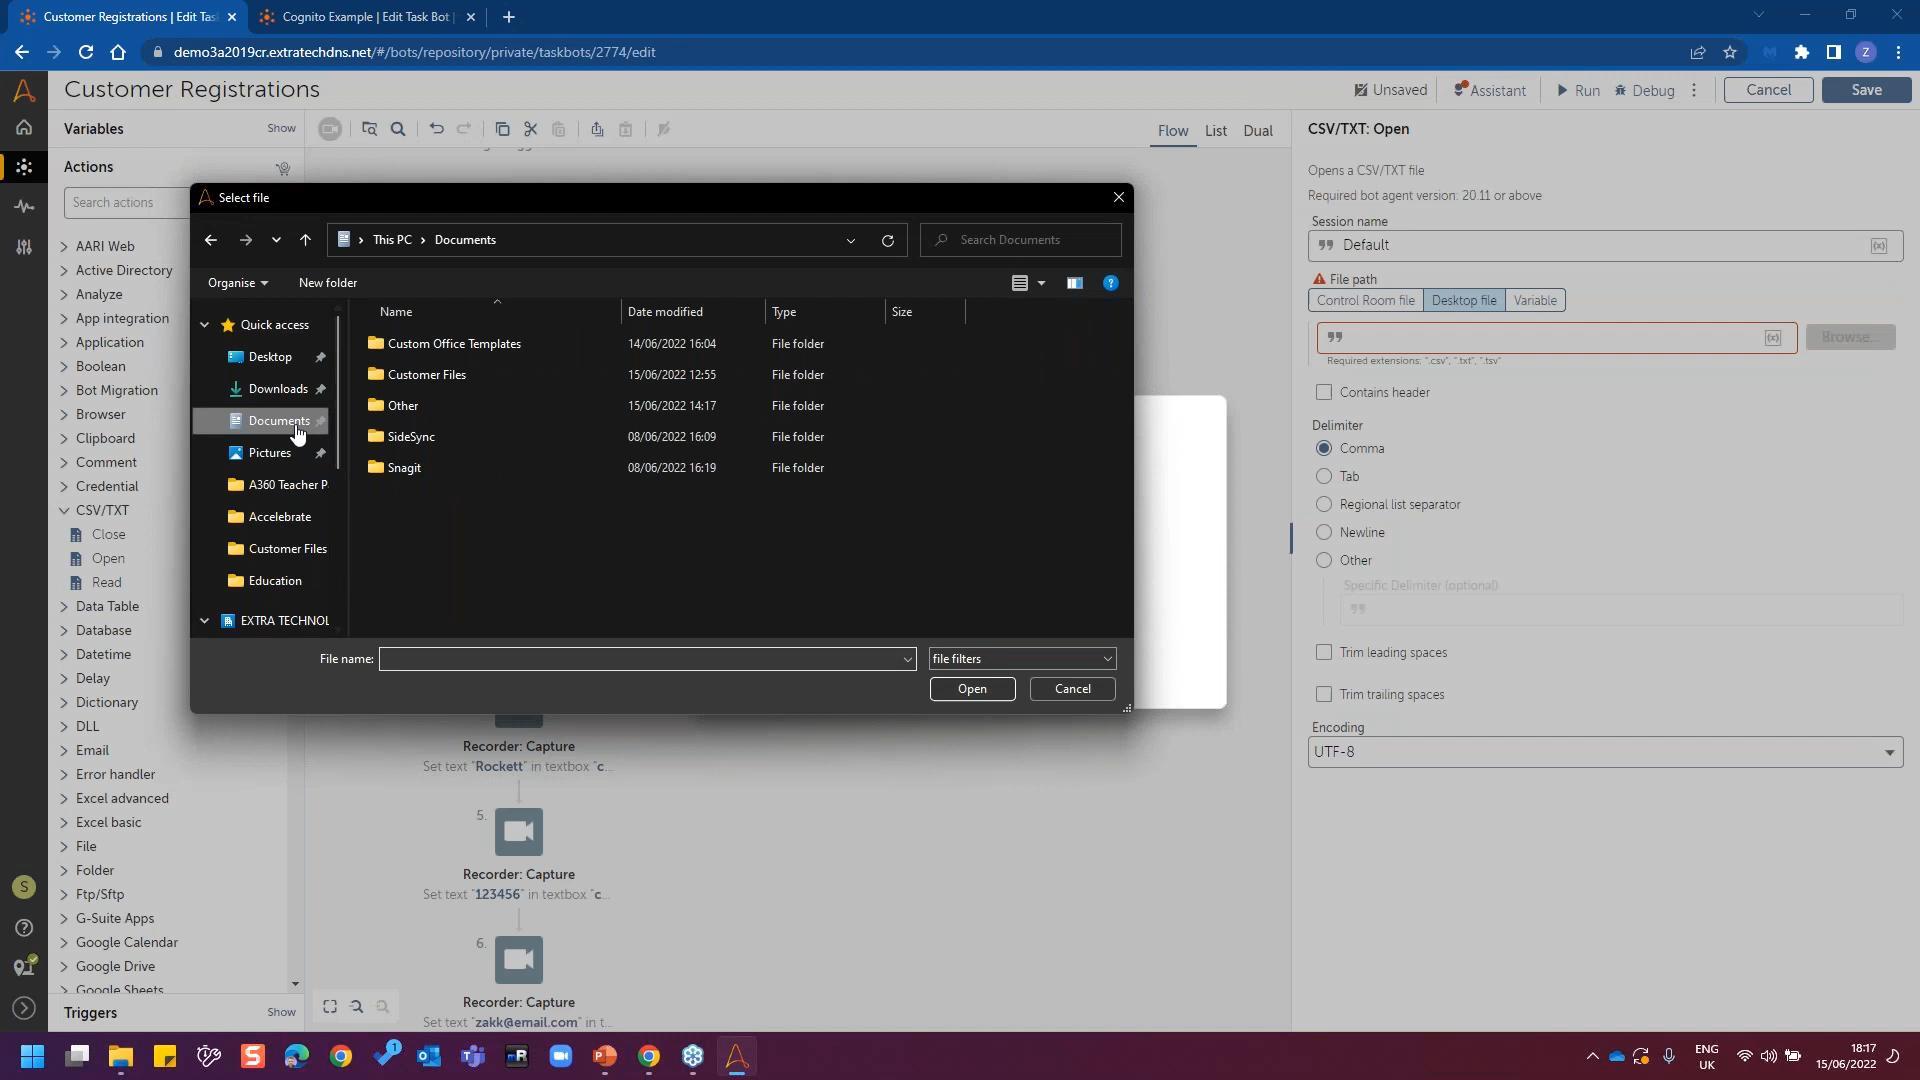 Customer Registrations | Edit Tas
Cognito Example | Edit Task Bot |
demo3a2019cr.extratechdns.net/#/bots/repository/private/taskbots/2774/edit
Z
Customer Registrations
Unsaved
Assistant
Run
Debug
Cancel
Save
Variables
Show
Flow
List
Dual
CSV/TXT: Open
Actions
Search actions
AARI Web
Active Directory
Analyze
App integration
Application
Boolean
Bot Migration
Browser
Clipboard
Comment
Credential
CSV/TXT
Close
Open
Read
Data Table
Database
Datetime
Delay
Dictionary
DLL
Email
Error handler
Excel advanced
Excel basic
File
Folder
Ftp/Sftp
G-Suite Apps
Google Calendar
Google Drive
Google Sheets
Triggers
Show
S
Select file
This PC > Documents
Search Documents
Organise
New folder
Name
Date modified
Type
Size
Quick access
Desktop
Downloads
Documents
Pictures
A360 Teacher P
Accelerate
Customer Files
Education
EXTRA TECHNOL
Custom Office Templates 14/06/2022 16:04 File folder
Customer Files 15/06/2022 12:55 File folder
Other 15/06/2022 14:17 File folder
SideSync 08/06/2022 16:09 File folder
Snagit 08/06/2022 16:19 File folder
File name:
file filters
Open
Cancel
Recorder: Capture
Set text "Rockett" in textbox "c...
5.
Recorder: Capture
Set text "123456" in textbox "c...
6.
Recorder: Capture
Set text "zakk@email.com" in t...
Opens a CSV/TXT file
Required bot agent version: 20.11 or above
Session name
Default
File path
Control Room file
Desktop file
Variable
Browse...
Required extensions: ".csv", ".txt", ".tsv"
Contains header
Delimiter
Comma
Tab
Regional list separator
Newline
Other
Specific Delimiter (optional)
Trim leading spaces
Trim trailing spaces
Encoding
UTF-8
1
ENG
UK
18:17
15/06/2022